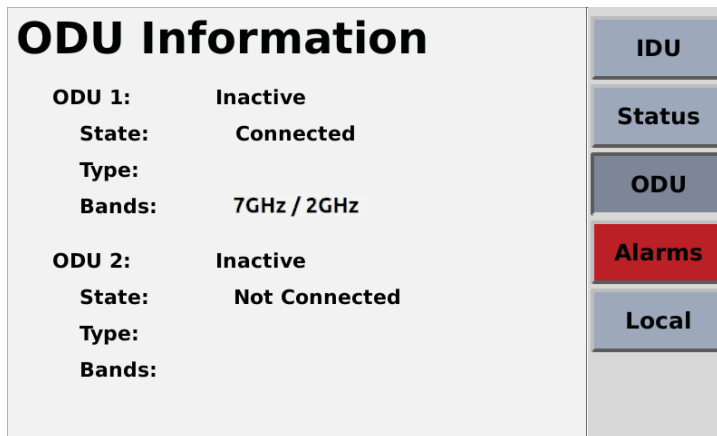 ODU Information
ODU 1: Inactive
State: Connected
Type:
Bands: 7GHz / 2GHz
ODU 2: Inactive
State: Not Connected
Type:
Bands:
IDU
Status
ODU
Alarms
Local